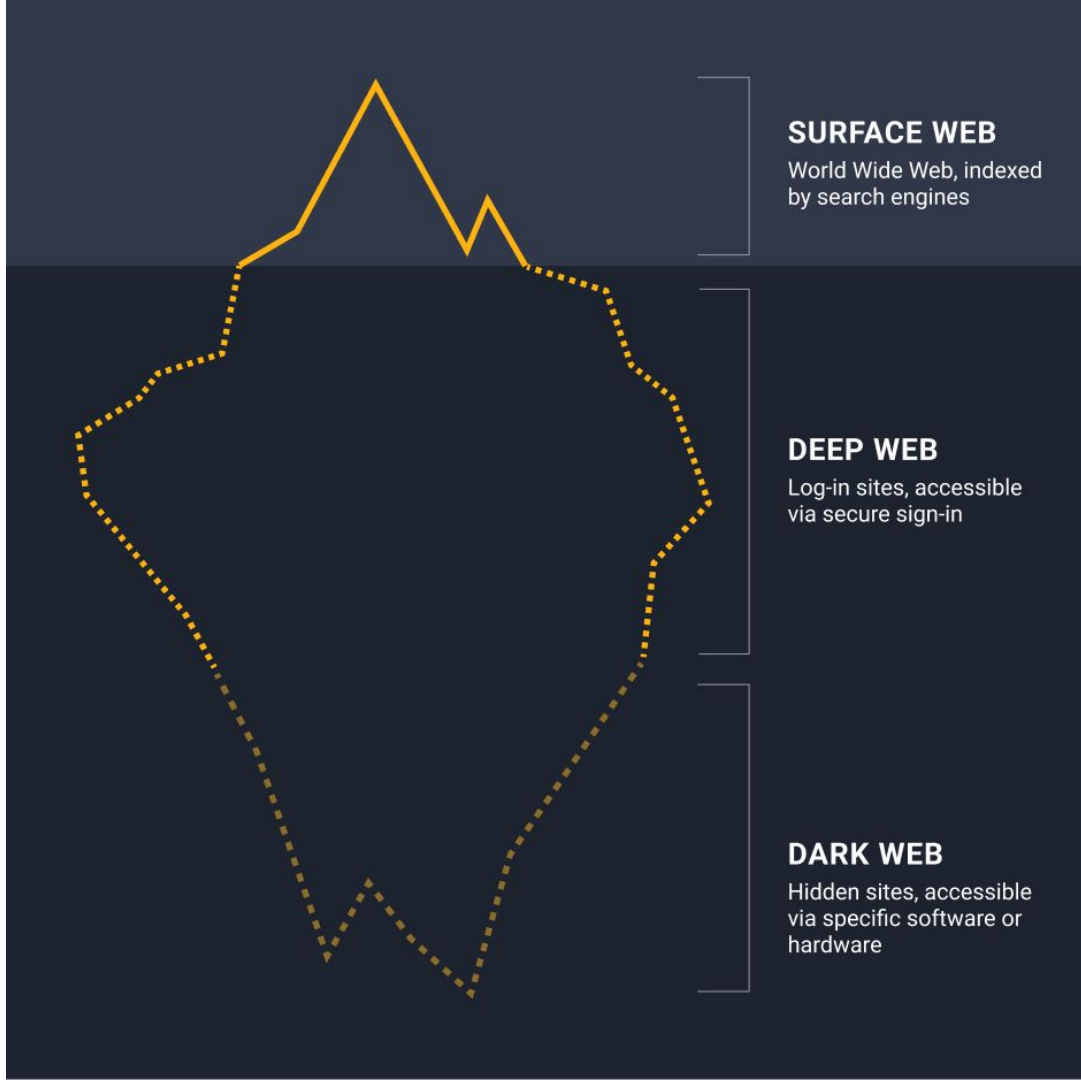 SURFACE WEB
World Wide Web, indexed
by search engines
DEEP WEB
Log-in sites, accessible
via secure sign-in
DARK WEB
Hidden sites, accessible
via specific software or
hardware